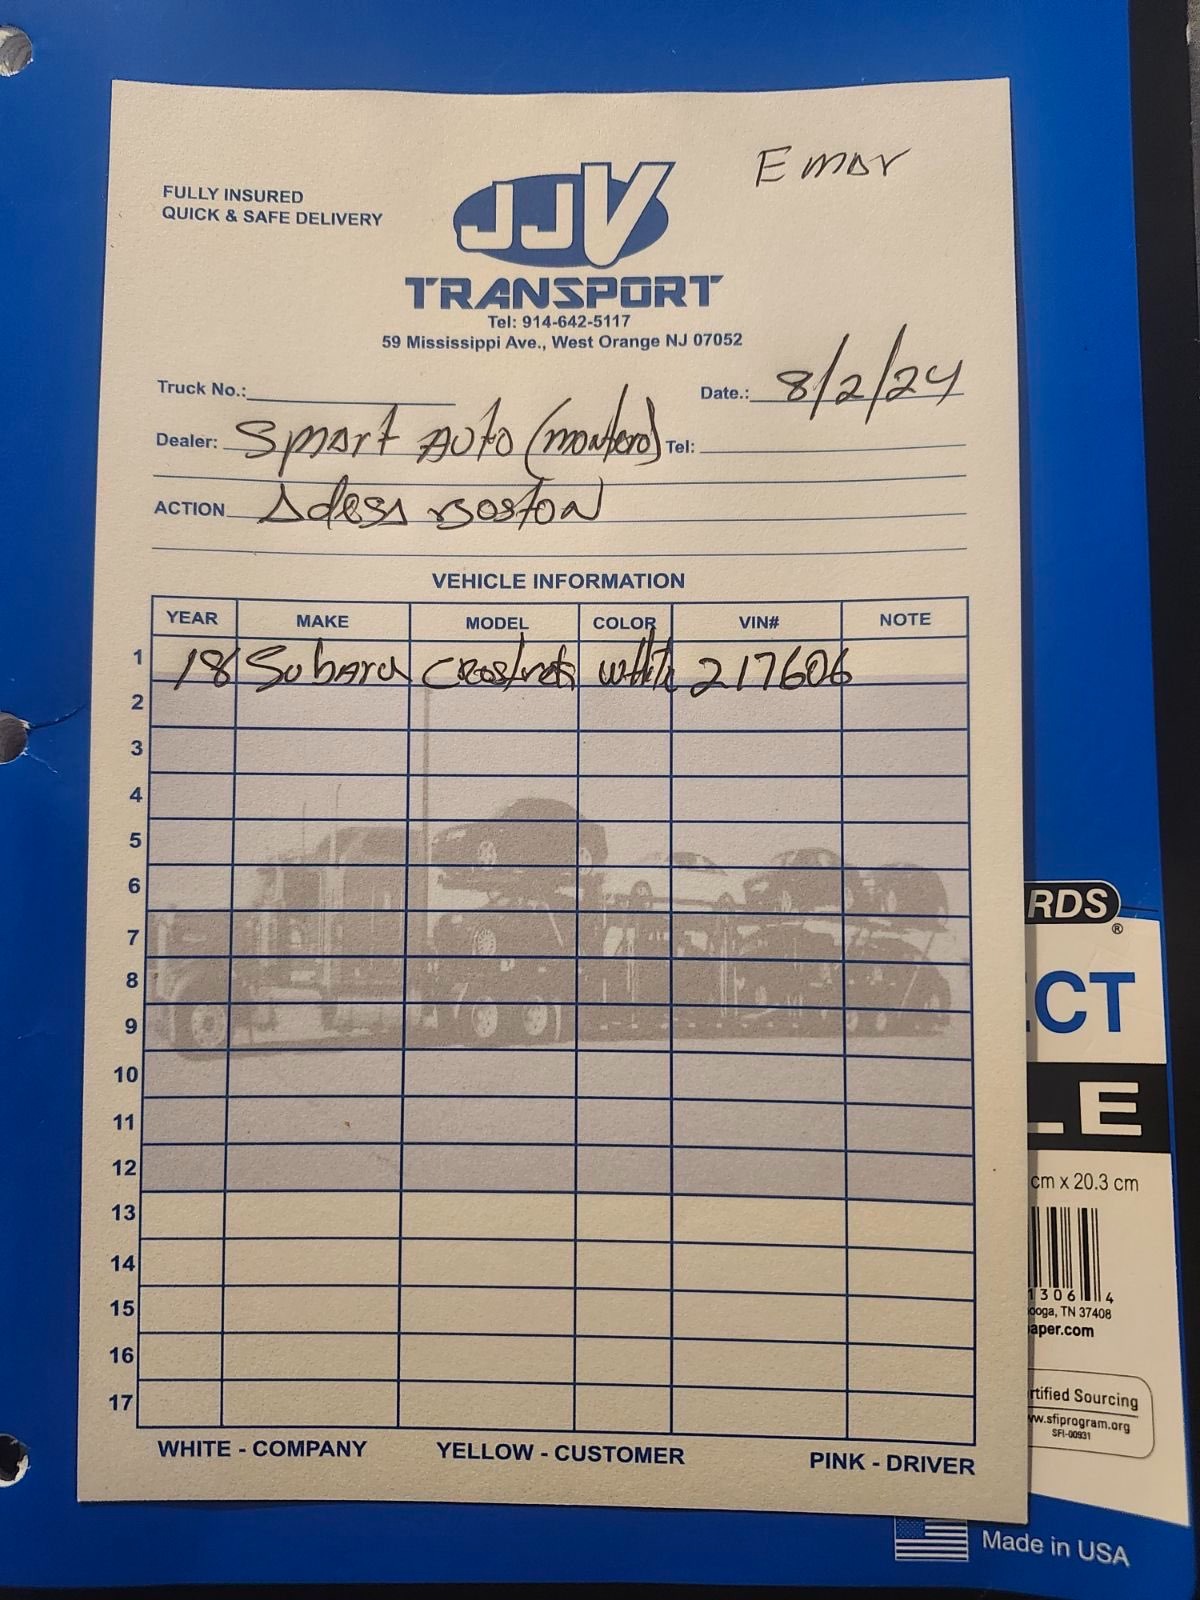 Emar
FULLY INSURED
QUICK & SAFE DELIVERY
JJV
TRANSPORT
Tel: 914-642-5117
59 Mississippi Ave., West Orange NJ 07052
Truck No.:
Date.: 8/2/24
Dealer: Smart Auto (montero) Tel:
ACTION Adesa Boston
VEHICLE INFORMATION
YEAR MAKE MODEL COLOR VIN# NOTE
1 18 Subaru white 217606
2
3
4
5
6
7
8
9
10
11
12
13
14
15
16
17
WHITE - COMPANY YELLOW - CUSTOMER PINK - DRIVER
RDS
®
ECT
LE
cm x 20.3 cm
1306 4
ooga, TN 37408
aper.com
rtified Sourcing
ww.sfiprogram.org
SFI-00931
Made in USA